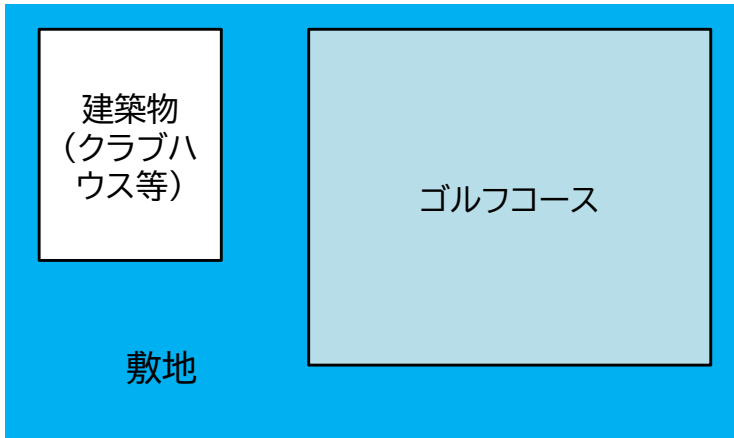 建築物
（クラブハ
ウス等）
ゴルフコース
敷地